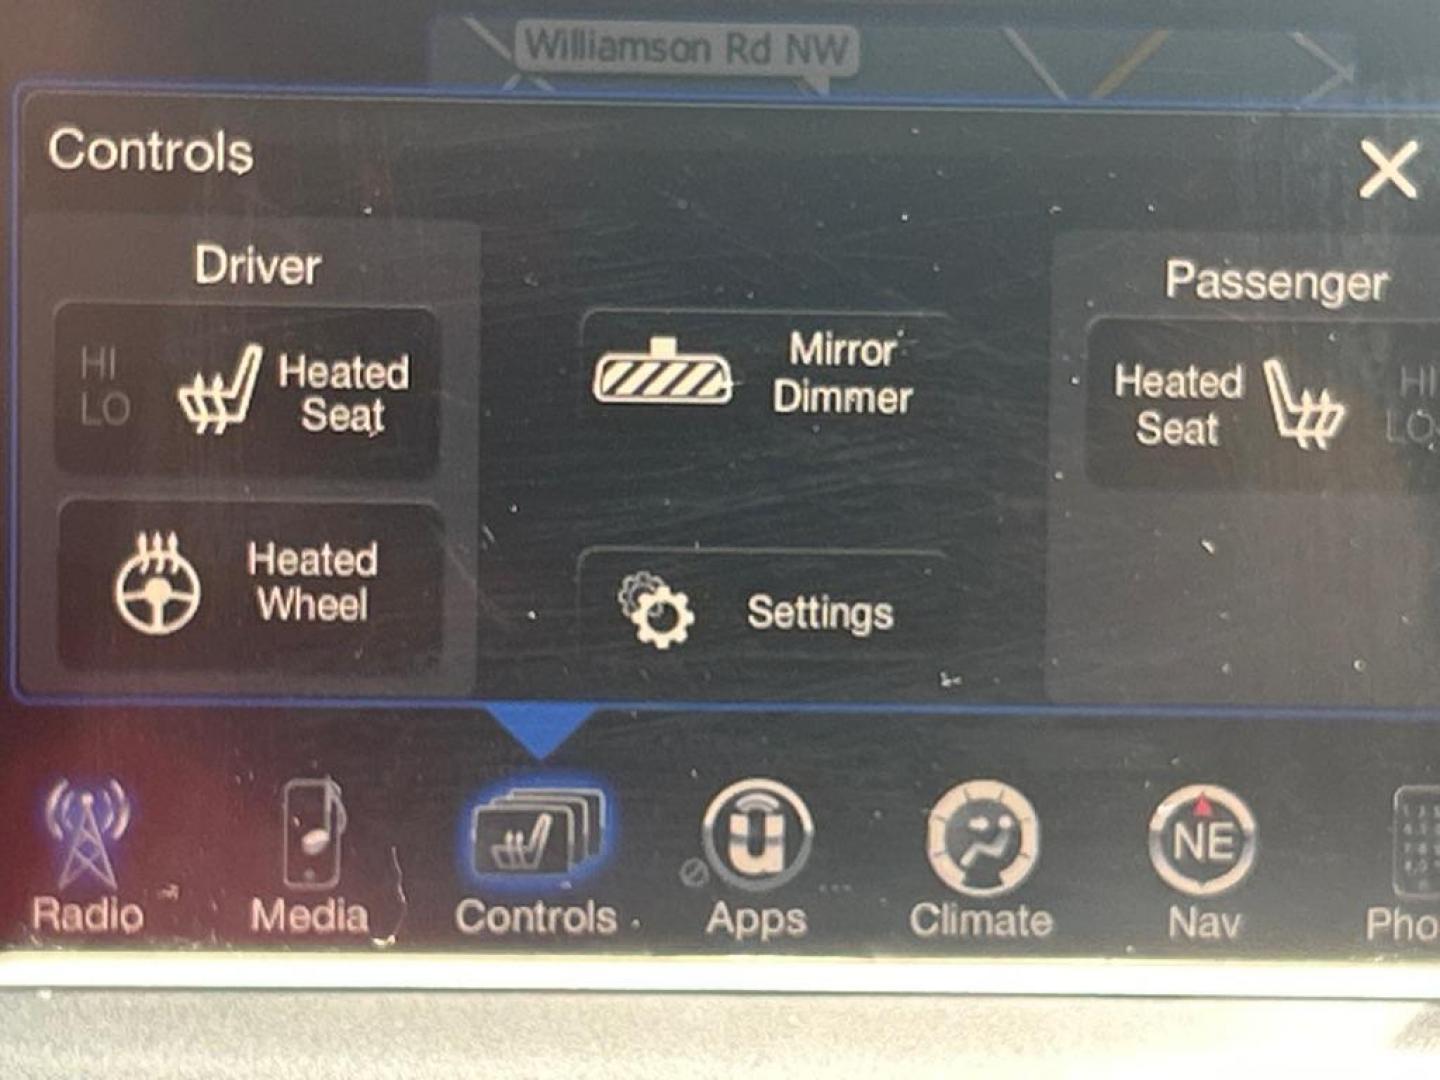 Williamson Rd NW
Controls
Driver
Passenger
HI
LO
Heated
Seat
Mirror
Dimmer
Heated
Seat
HI
LO
Heated
Wheel
Settings
NE
Radio
Media
Controls
Apps
Climate
Nav
Pho